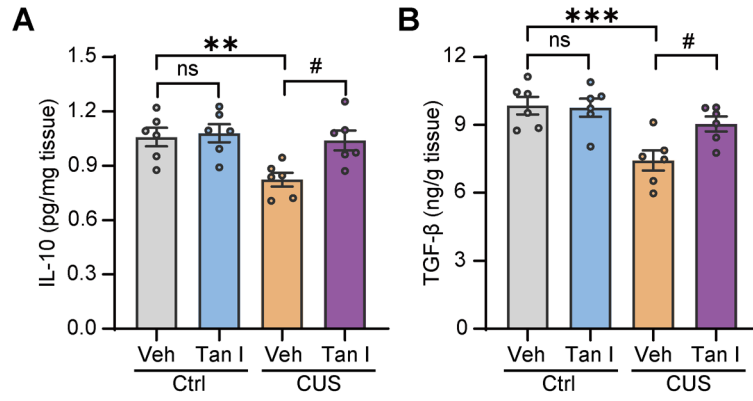 A
**
ns
#
IL-10 (pg/mg tissue)
1.5
1.2
0.9
0.6
0.3
0.0
Veh Tan I Veh Tan I
Ctrl CUS
B
***
ns
#
TGF-β (ng/g tissue)
12
9
6
3
0
Veh Tan I Veh Tan I
Ctrl CUS